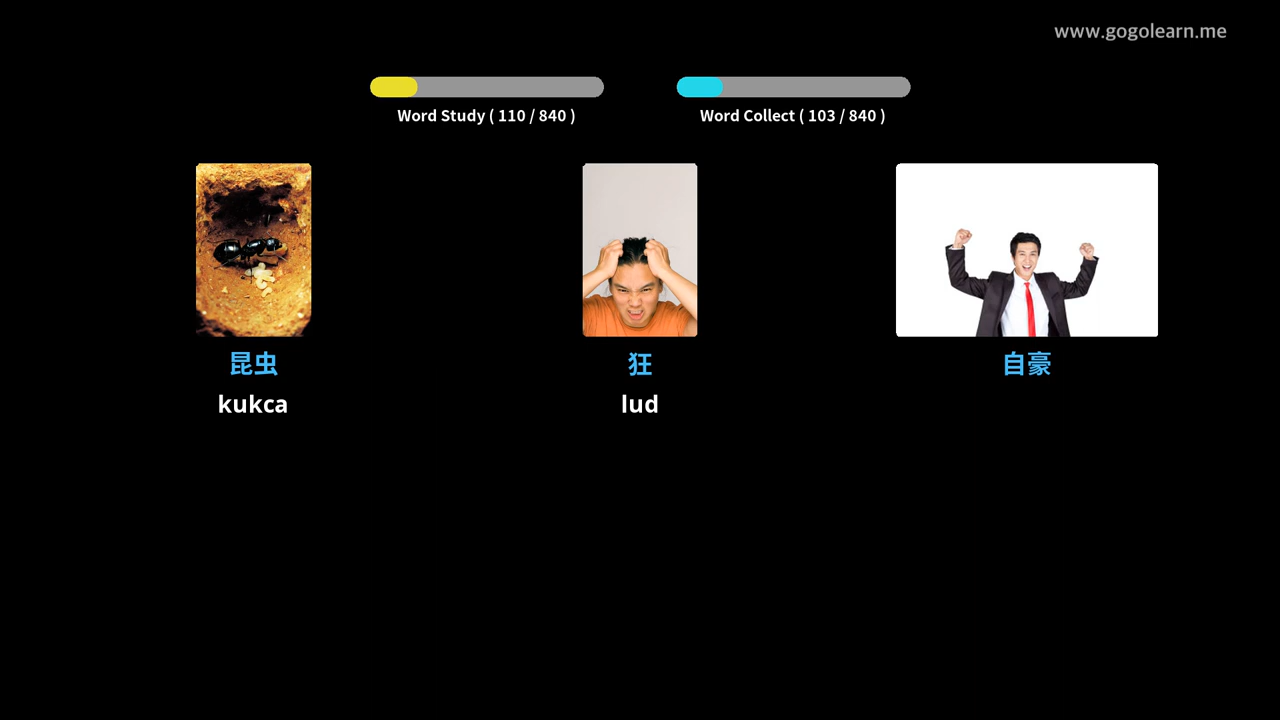 www.gogolearn.me
Word Study ( 110 / 840 )
Word Collect ( 103 / 840 )
昆虫
狂
自豪
kukca
lud